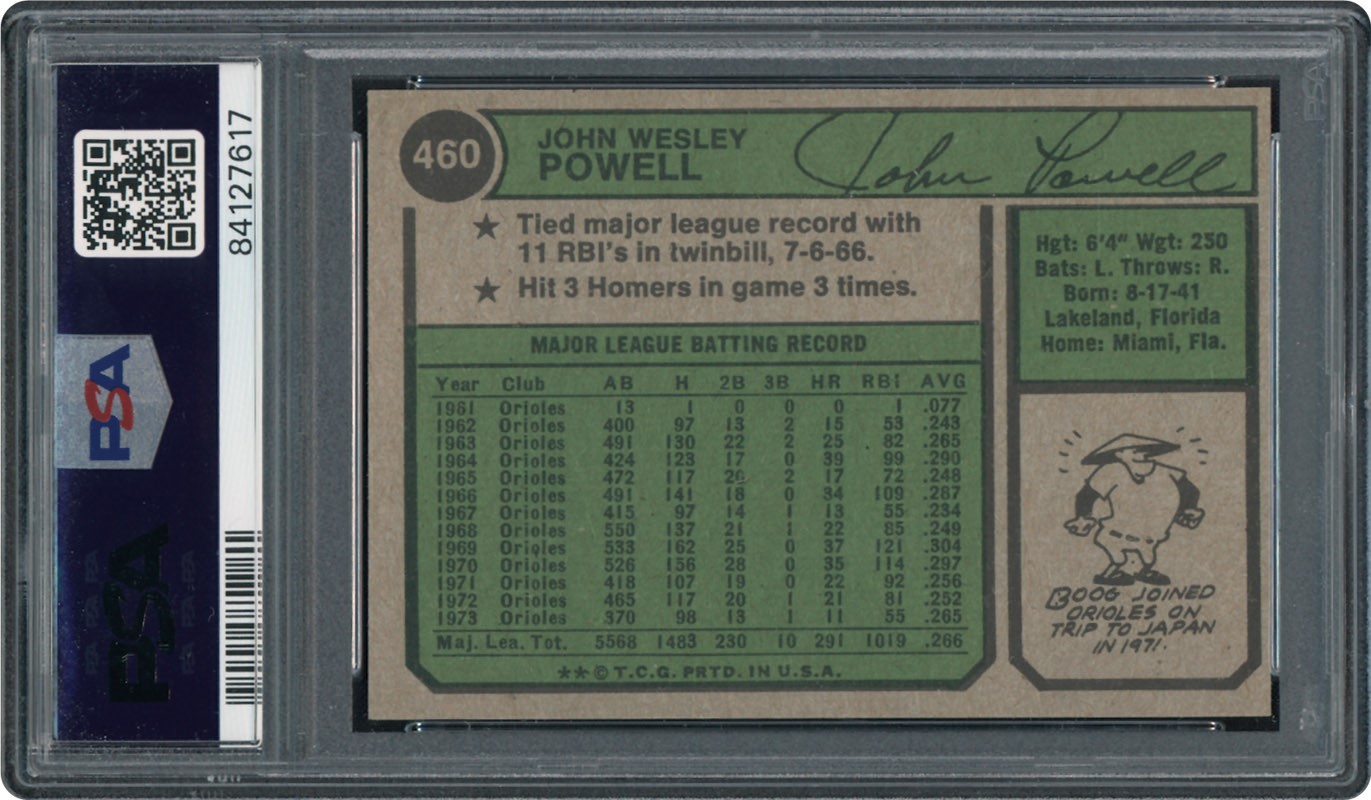 84127617
PSA
PSA
460
JOHN WESLEY
POWELL
John Powell
★ Tied major league record with
11 RBI's in twinbill, 7-6-66.
★ Hit 3 Homers in game 3 times.
Hgt: 6'4" Wgt: 250
Bats: L. Throws: R.
Born: 8-17-41
Lakeland, Florida
Home: Miami, Fla.
MAJOR LEAGUE BATTING RECORD
Year Club AB H 2B 3B HR RBI AVG
1961 Orioles 13 1 0 0 0 1 .077
1962 Orioles 400 97 13 2 15 53 .243
1963 Orioles 491 130 22 2 25 82 .265
1964 Orioles 424 123 17 0 39 99 .290
1965 Orioles 472 117 20 2 17 72 .248
1966 Orioles 491 141 18 0 34 109 .287
1967 Orioles 415 97 14 1 13 55 .234
1968 Orioles 550 137 21 1 22 85 .249
1969 Orioles 533 162 25 0 37 121 .304
1970 Orioles 526 156 28 0 35 114 .297
1971 Orioles 418 107 19 0 22 92 .256
1972 Orioles 465 117 20 1 21 81 .252
1973 Orioles 370 98 13 1 11 55 .265
Maj. Lea. Tot. 5568 1483 230 10 291 1019 .266
**© T.C.G. PRTD. IN U.S.A.
BOOG JOINED
ORIOLES ON
TRIP TO JAPAN
IN 1971.
PSA